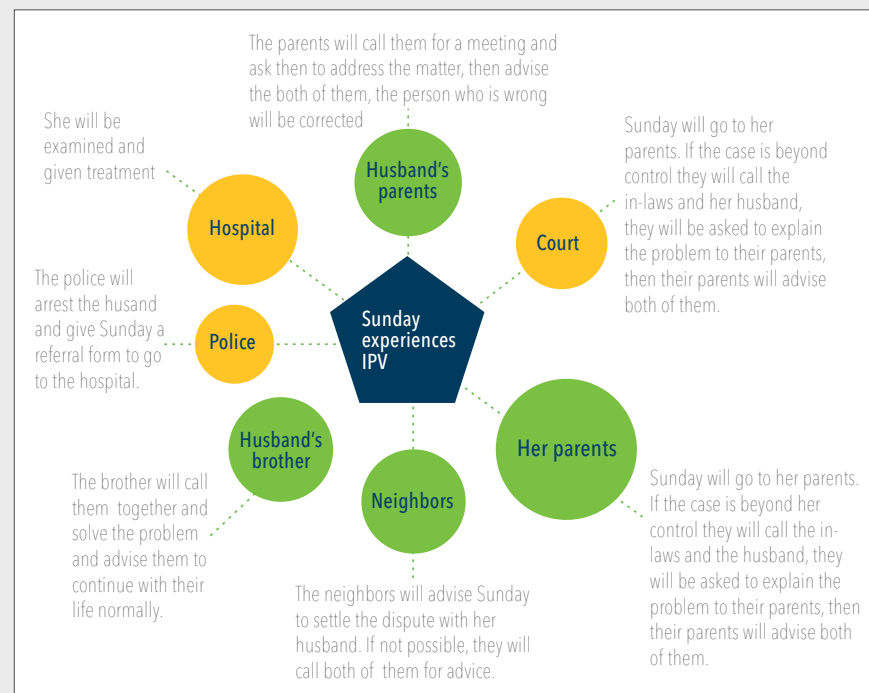 The parents will call them for a meeting and
ask then to address the matter, then advise
the both of them, the person who is wrong
will be corrected
She will be
examined and
given treatment
Sunday will go to her
parents. If the case is beyond
control they will call the
in-laws and her husband,
they will be asked to explain
the problem to their parents,
then their parents will advise
both of them.
Husband's
parents
Hospital
Court
The police will
arrest the husand
and give Sunday a
referral form to go
to the hospital.
Police
Sunday
experiences
IPV
Husband's
brother
Neighbors
Her parents
The brother will call
them together and
solve the problem
and advise them to
continue with their
life normally.
The neighbors will advise Sunday
to settle the dispute with her
husband. If not possible, they will
call both of them for advice.
Sunday will go to her parents.
If the case is beyond her
control they will call the in-
laws and the husband, they
will be asked to explain the
problem to their parents, then
their parents will advise both
of them.